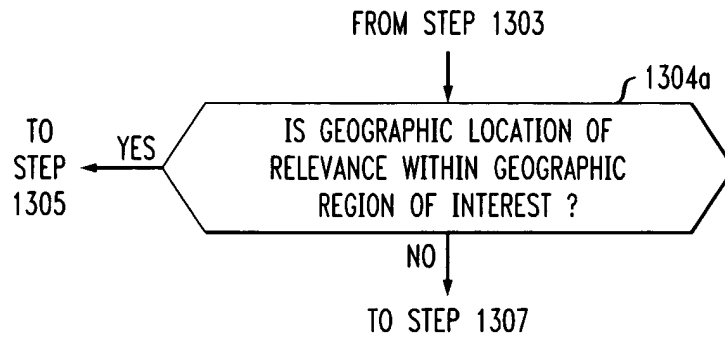 FROM STEP 1303
1304a
IS GEOGRAPHIC LOCATION OF
RELEVANCE WITHIN GEOGRAPHIC
REGION OF INTEREST ?
YES
TO
STEP
1305
NO
TO STEP 1307